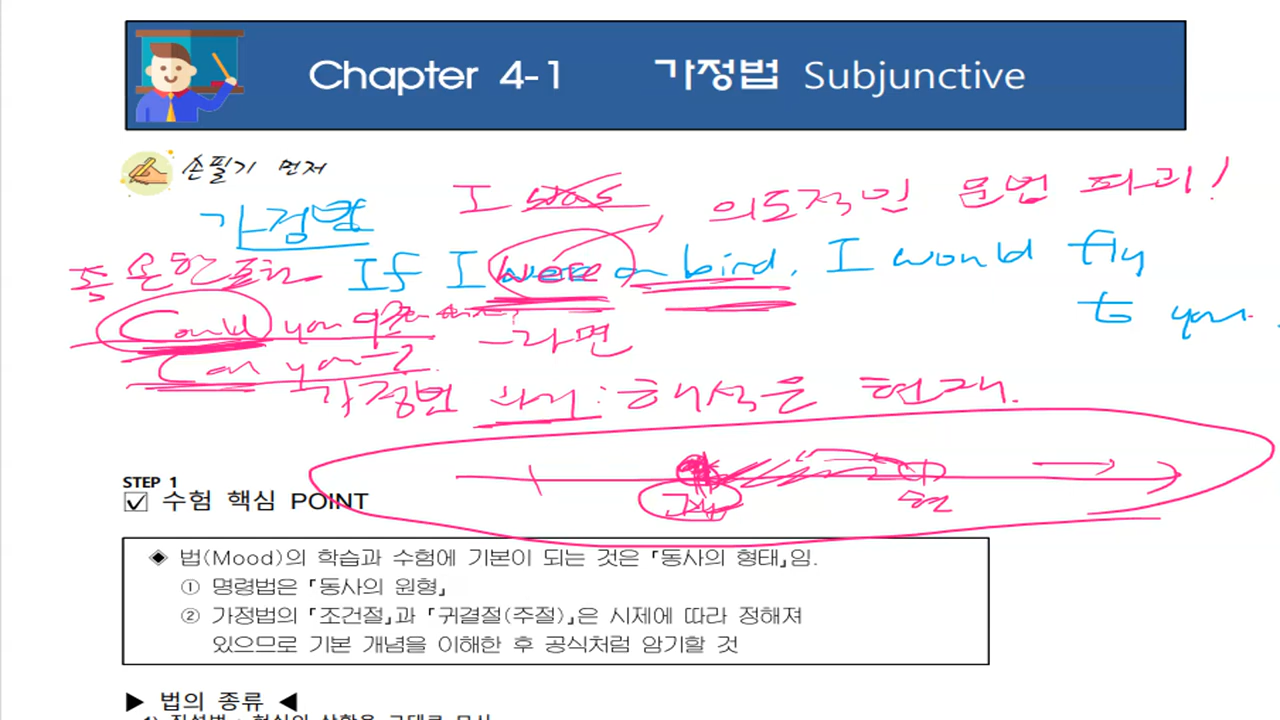 Chapter 4-1 가정법 Subjunctive
손필기 먼저
I was 의도적인 문법 파괴!
가정법
If I were a bird, I would fly
to you.
공손한 표현
Could you open
~라면
Can you ~?
가정법 과거: 해석은 현재.
현
STEP 1
수험 핵심 POINT
◆ 법(Mood)의 학습과 수험에 기본이 되는 것은 「동사의 형태」임.
① 명령법은 「동사의 원형」
② 가정법의 「조건절」과 「귀결절(주절)」은 시제에 따라 정해져
있으므로 기본 개념을 이해한 후 공식처럼 암기할 것
▶ 법의 종류 ◀